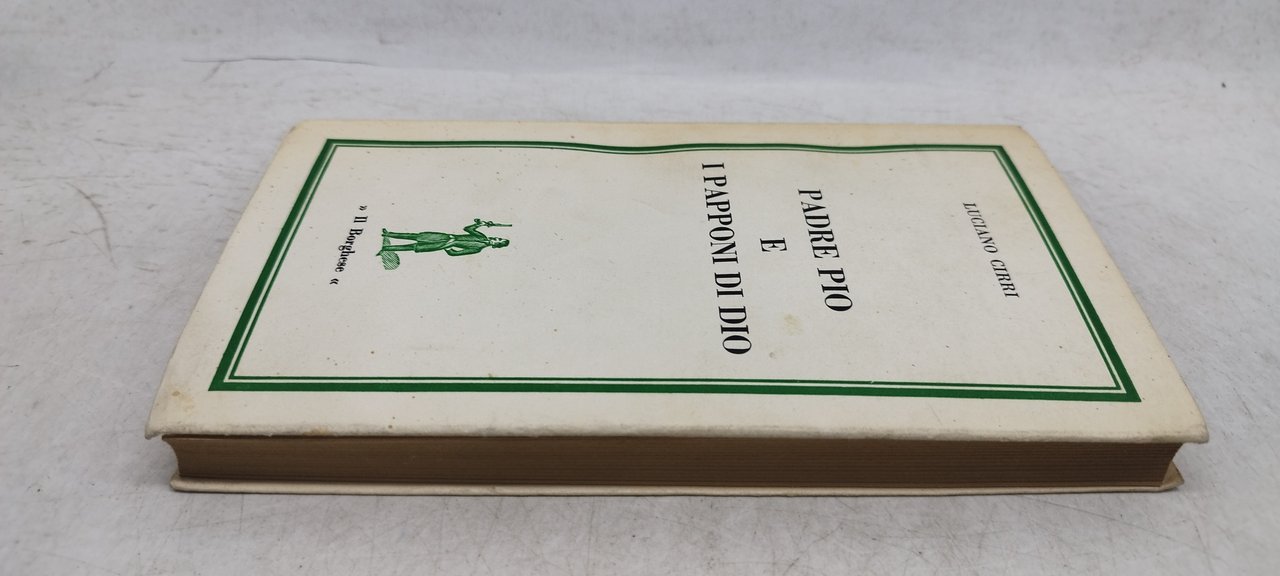 LUCIANO CIRRI
PADRE PIO
E
I PAPPONI DI DIO
» Il Borghese «